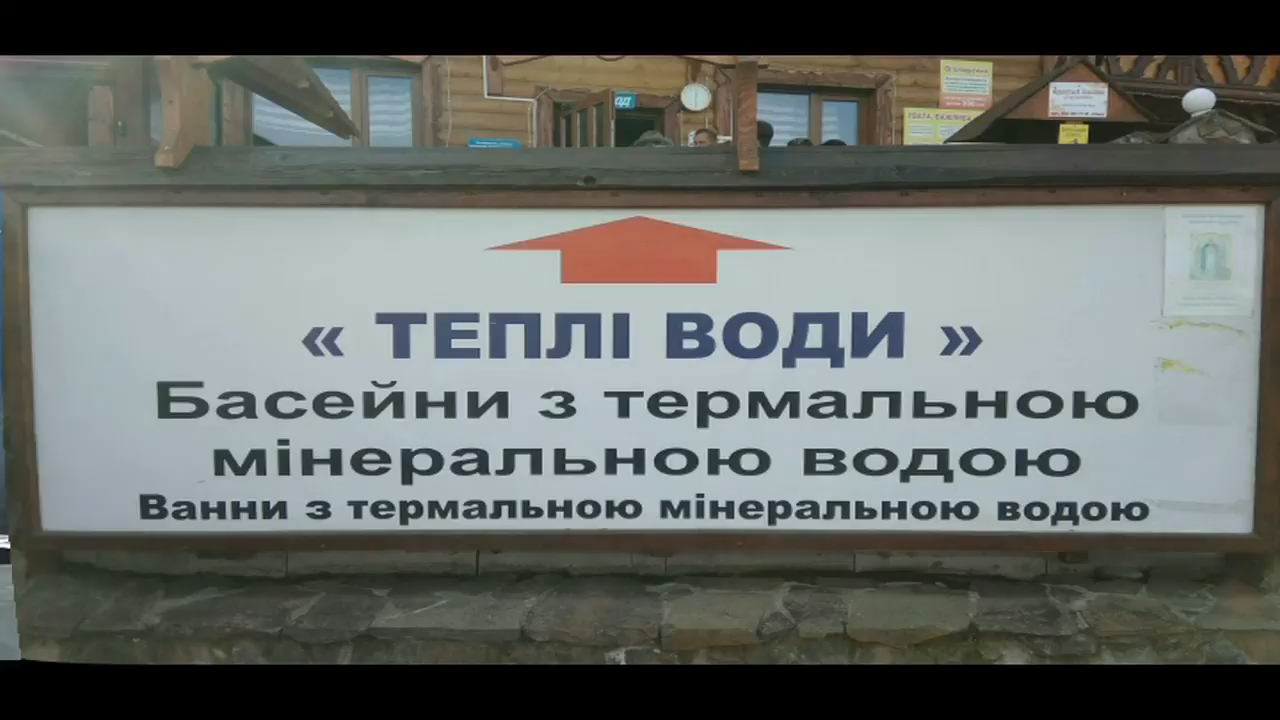 « ТЕПЛІ ВОДИ »
Басейни з термальною
мінеральною водою
Ванни з термальною мінеральною водою